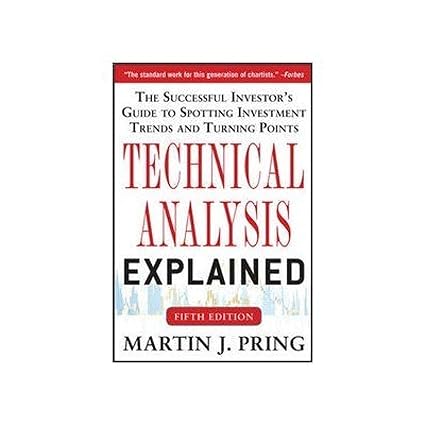 "The standard work for this generation of chartists." —Forbes
The Successful Investor's
Guide to Spotting Investment
Trends and Turning Points
TECHNICAL
ANALYSIS
EXPLAINED
FIFTH EDITION
MARTIN J. PRING